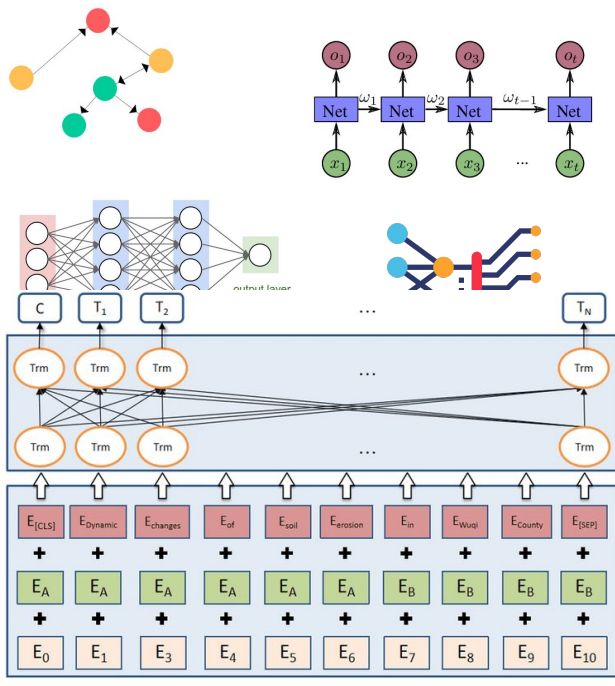 o1 o2 o3 ot
ω1 ω2 ωt−1
Net Net Net Net
x1 x2 x3 ... xt
output layer
C T1 T2 ... TN
Trm Trm Trm ... Trm
Trm Trm Trm ... Trm
E[CLS] EDynamic Echanges Eof Esoil Eerosion Ein EWuqi ECounty E[SEP]
+ + + + + + + + + +
EA EA EA EA EA EA EB EB EB EB
+ + + + + + + + + +
E0 E1 E3 E4 E5 E6 E7 E8 E9 E10